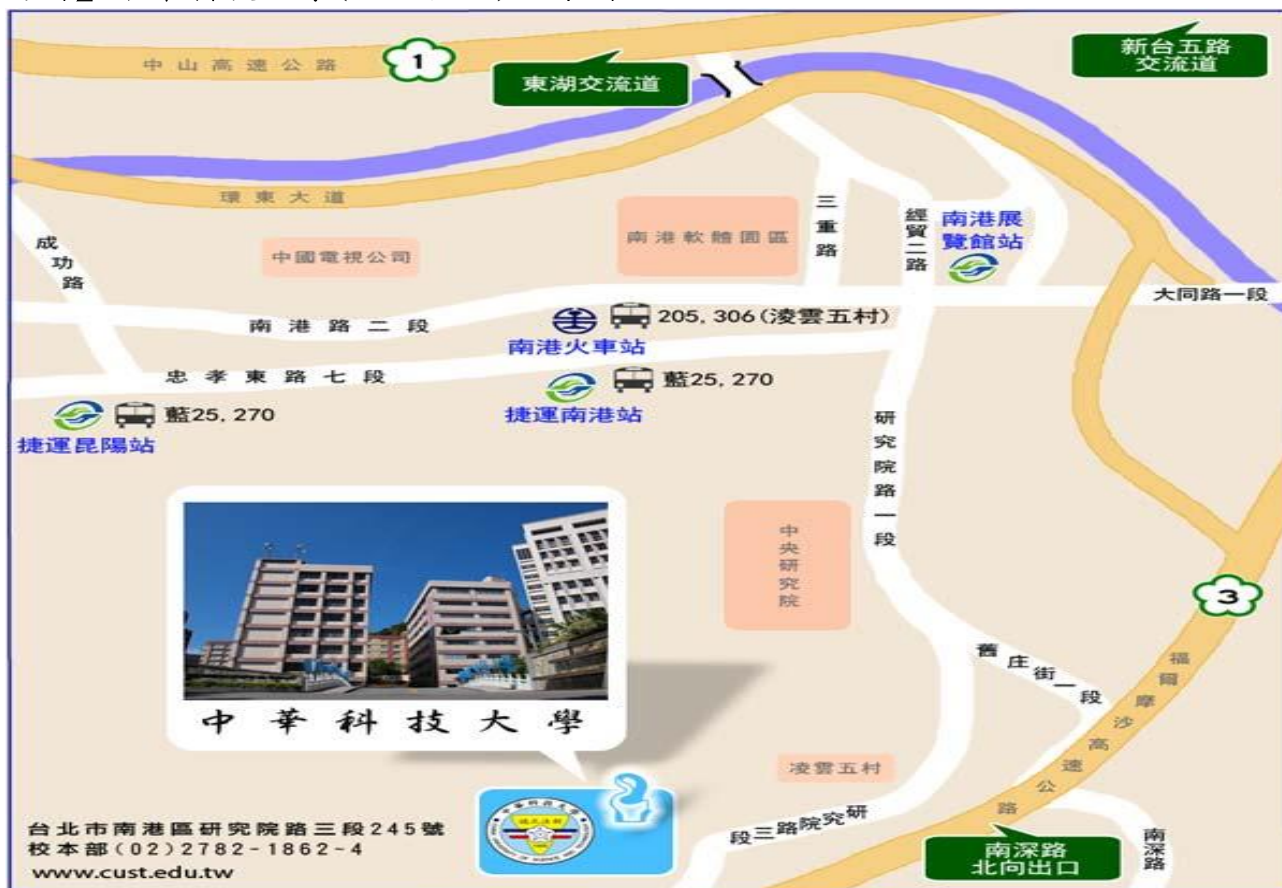 中山高速公路
1
東湖交流道
新台五路
交流道
環東大道
成功路
中國電視公司
南港軟體園區
三重路
經貿二路
南港展
覽館站
大同路一段
南港路二段
205, 306(淩雲五村)
南港火車站
忠孝東路七段
藍25, 270
捷運南港站
藍25, 270
捷運昆陽站
研究院路一段
中央研究院
3
舊庄街一段
福爾摩沙高速公路
中華科技大學
凌雲五村
研究院路三段
南深路
北向出口
南深路
台北市南港區研究院路三段245號
校本部(02)2782-1862-4
www.cust.edu.tw